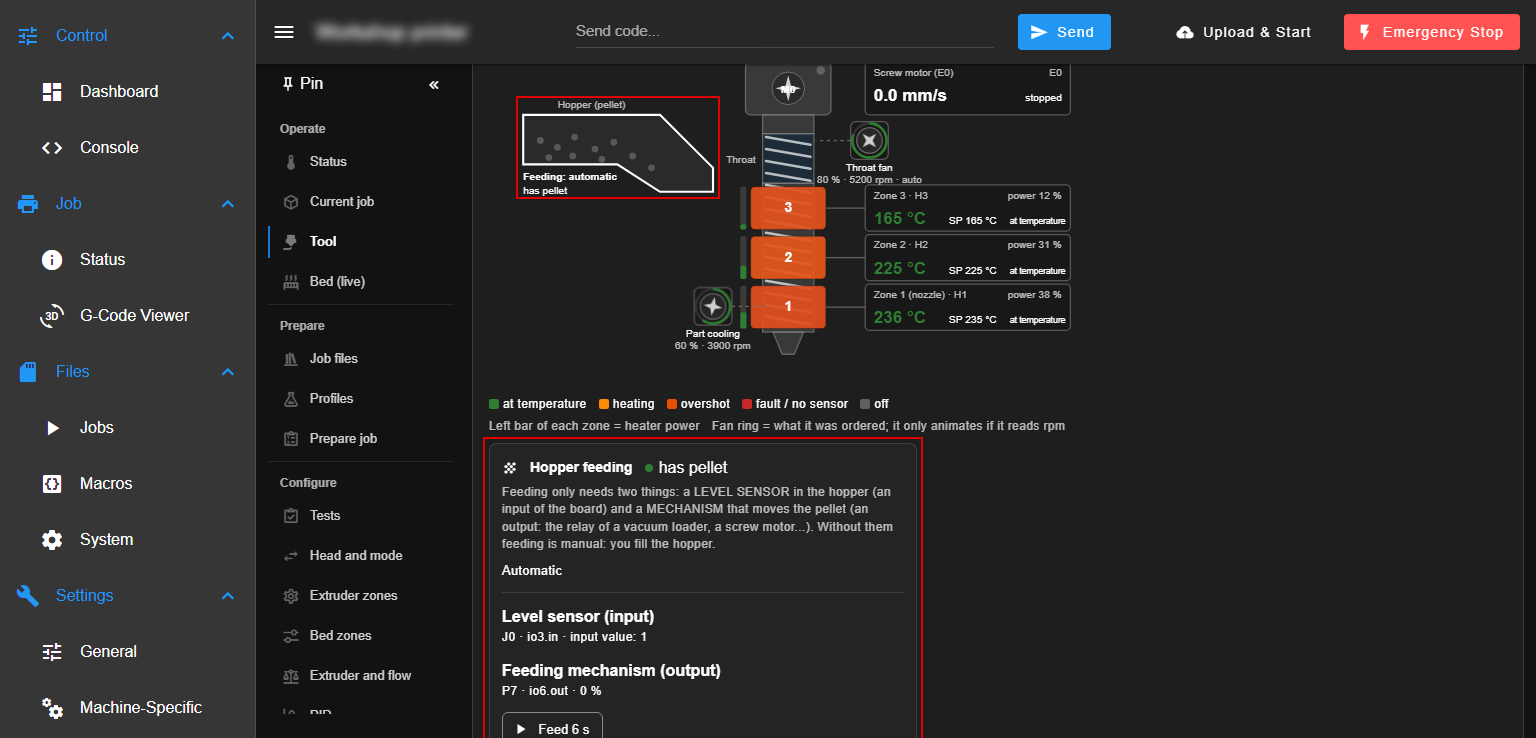 Control
Dashboard
Console
Job
Status
G-Code Viewer
Files
Jobs
Macros
System
Settings
General
Machine-Specific
Send code...
Send
Upload & Start
Emergency Stop
Pin
Operate
Status
Current job
Tool
Bed (live)
Prepare
Job files
Profiles
Prepare job
Configure
Tests
Head and mode
Extruder zones
Bed zones
Extruder and flow
Hopper (pellet)
Feeding: automatic
has pellet
Screw motor (E0) E0
0.0 mm/s stopped
Throat
Throat fan
80 % · 5200 rpm · auto
3
Zone 3 · H3 power 12 %
165 °C SP 165 °C at temperature
2
Zone 2 · H2 power 31 %
225 °C SP 225 °C at temperature
1
Zone 1 (nozzle) · H1 power 38 %
236 °C SP 235 °C at temperature
Part cooling
60 % · 3900 rpm
at temperature heating overshot fault / no sensor off
Left bar of each zone = heater power Fan ring = what it was ordered; it only animates if it reads rpm
Hopper feeding has pellet
Feeding only needs two things: a LEVEL SENSOR in the hopper (an
input of the board) and a MECHANISM that moves the pellet (an
output: the relay of a vacuum loader, a screw motor...). Without them
feeding is manual: you fill the hopper.
Automatic
Level sensor (input)
J0 · io3.in · input value: 1
Feeding mechanism (output)
P7 · io6.out · 0 %
Feed 6 s